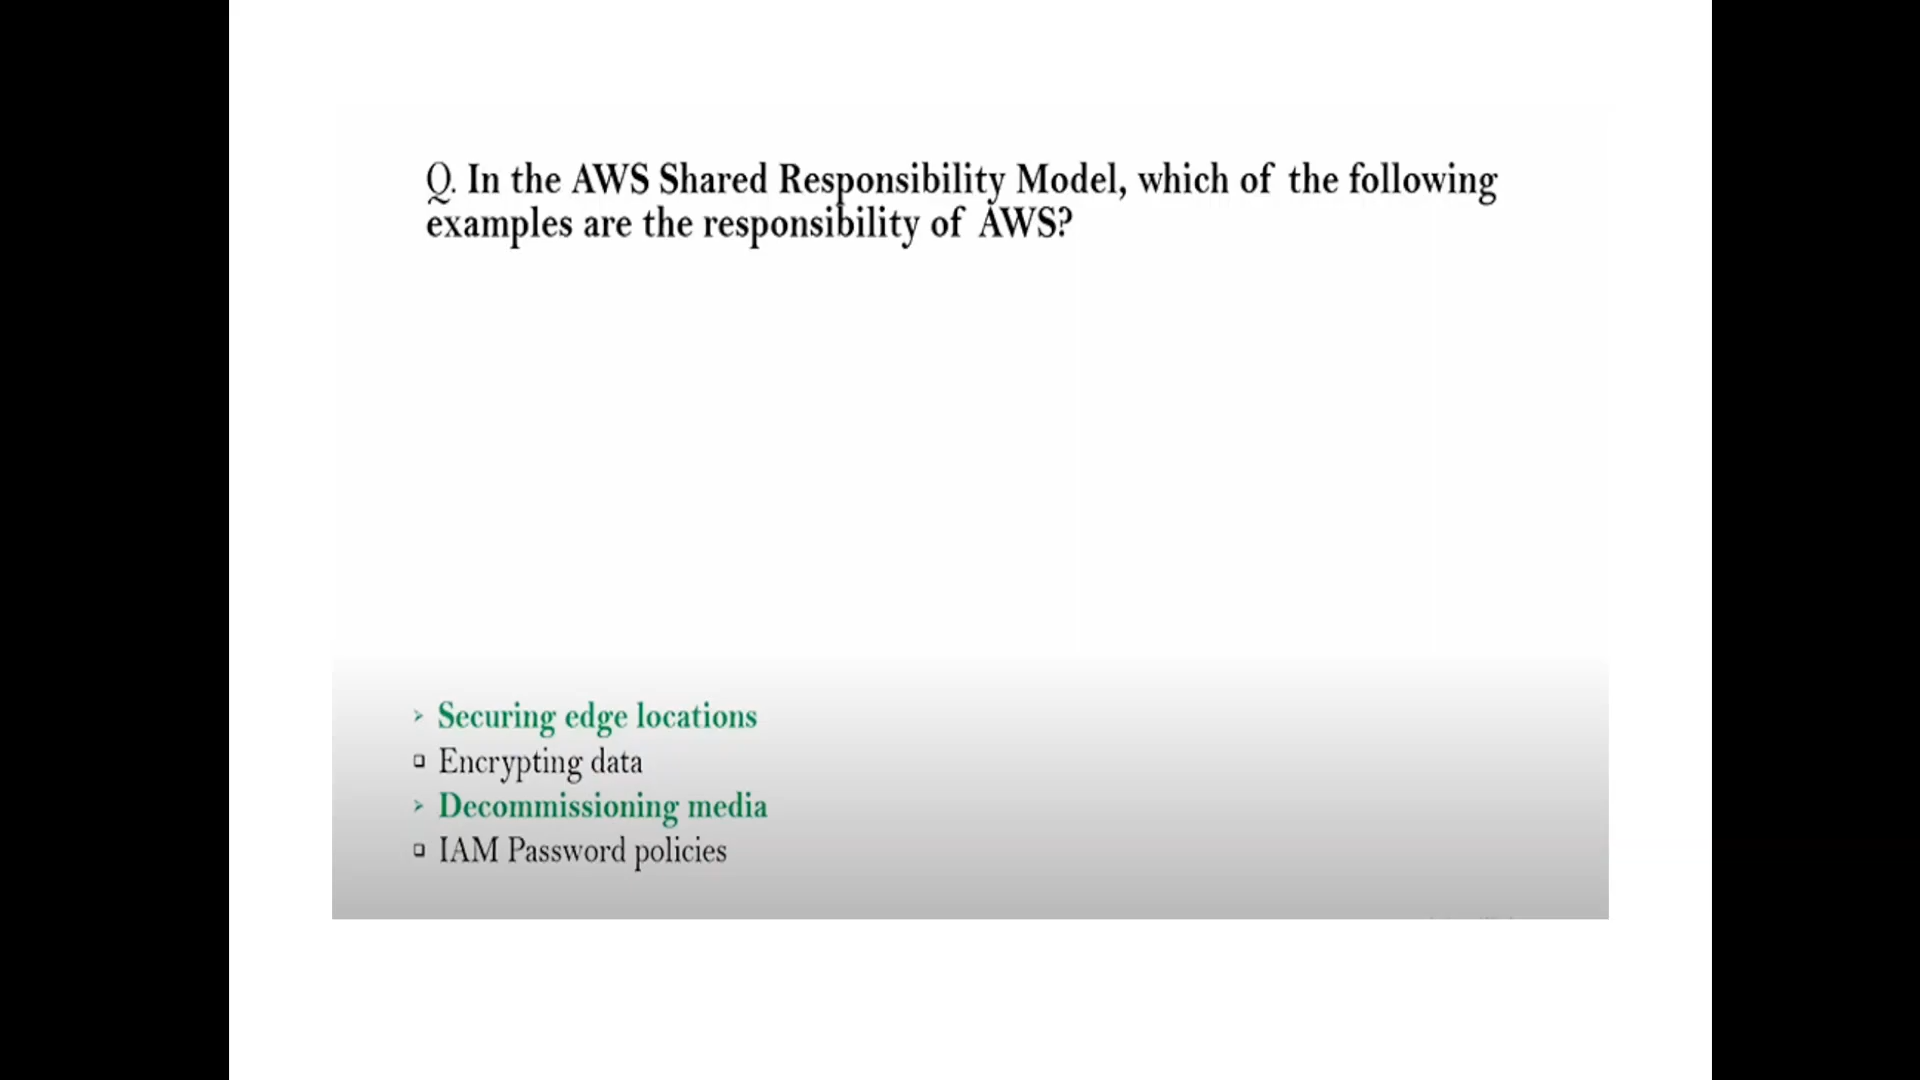 Q. In the AWS Shared Responsibility Model, which of the following
examples are the responsibility of AWS?
Securing edge locations
Encrypting data
Decommissioning media
IAM Password policies